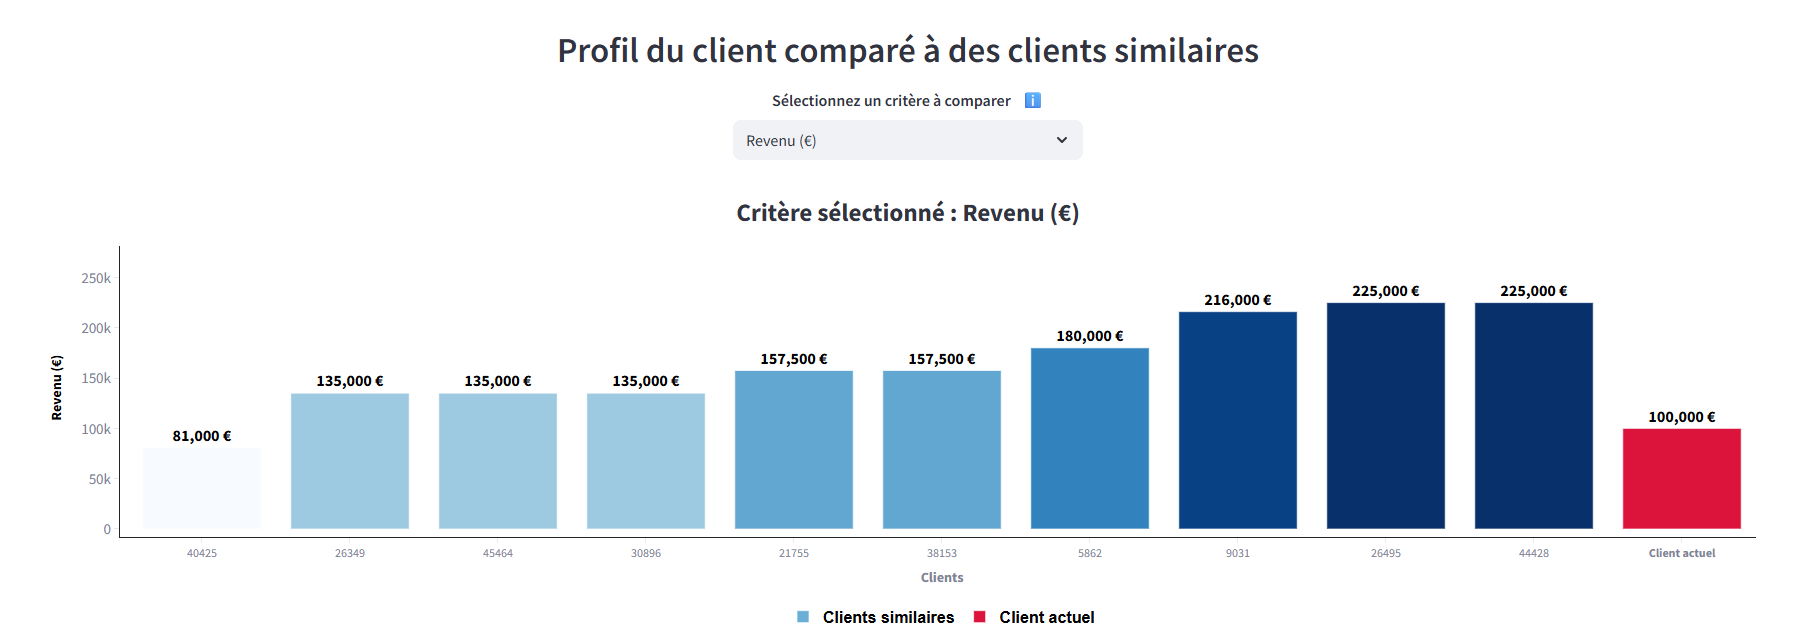 Profil du client comparé à des clients similaires
Sélectionnez un critère à comparer ℹ️
Revenu (€)
Critère sélectionné : Revenu (€)
Revenu (€)
250k
200k
150k
100k
50k
0
81,000 €
135,000 €
135,000 €
135,000 €
157,500 €
157,500 €
180,000 €
216,000 €
225,000 €
225,000 €
100,000 €
40425 26349 45464 30896 21755 38153 5862 9031 26495 44428 Client actuel
Clients
Clients similaires Client actuel